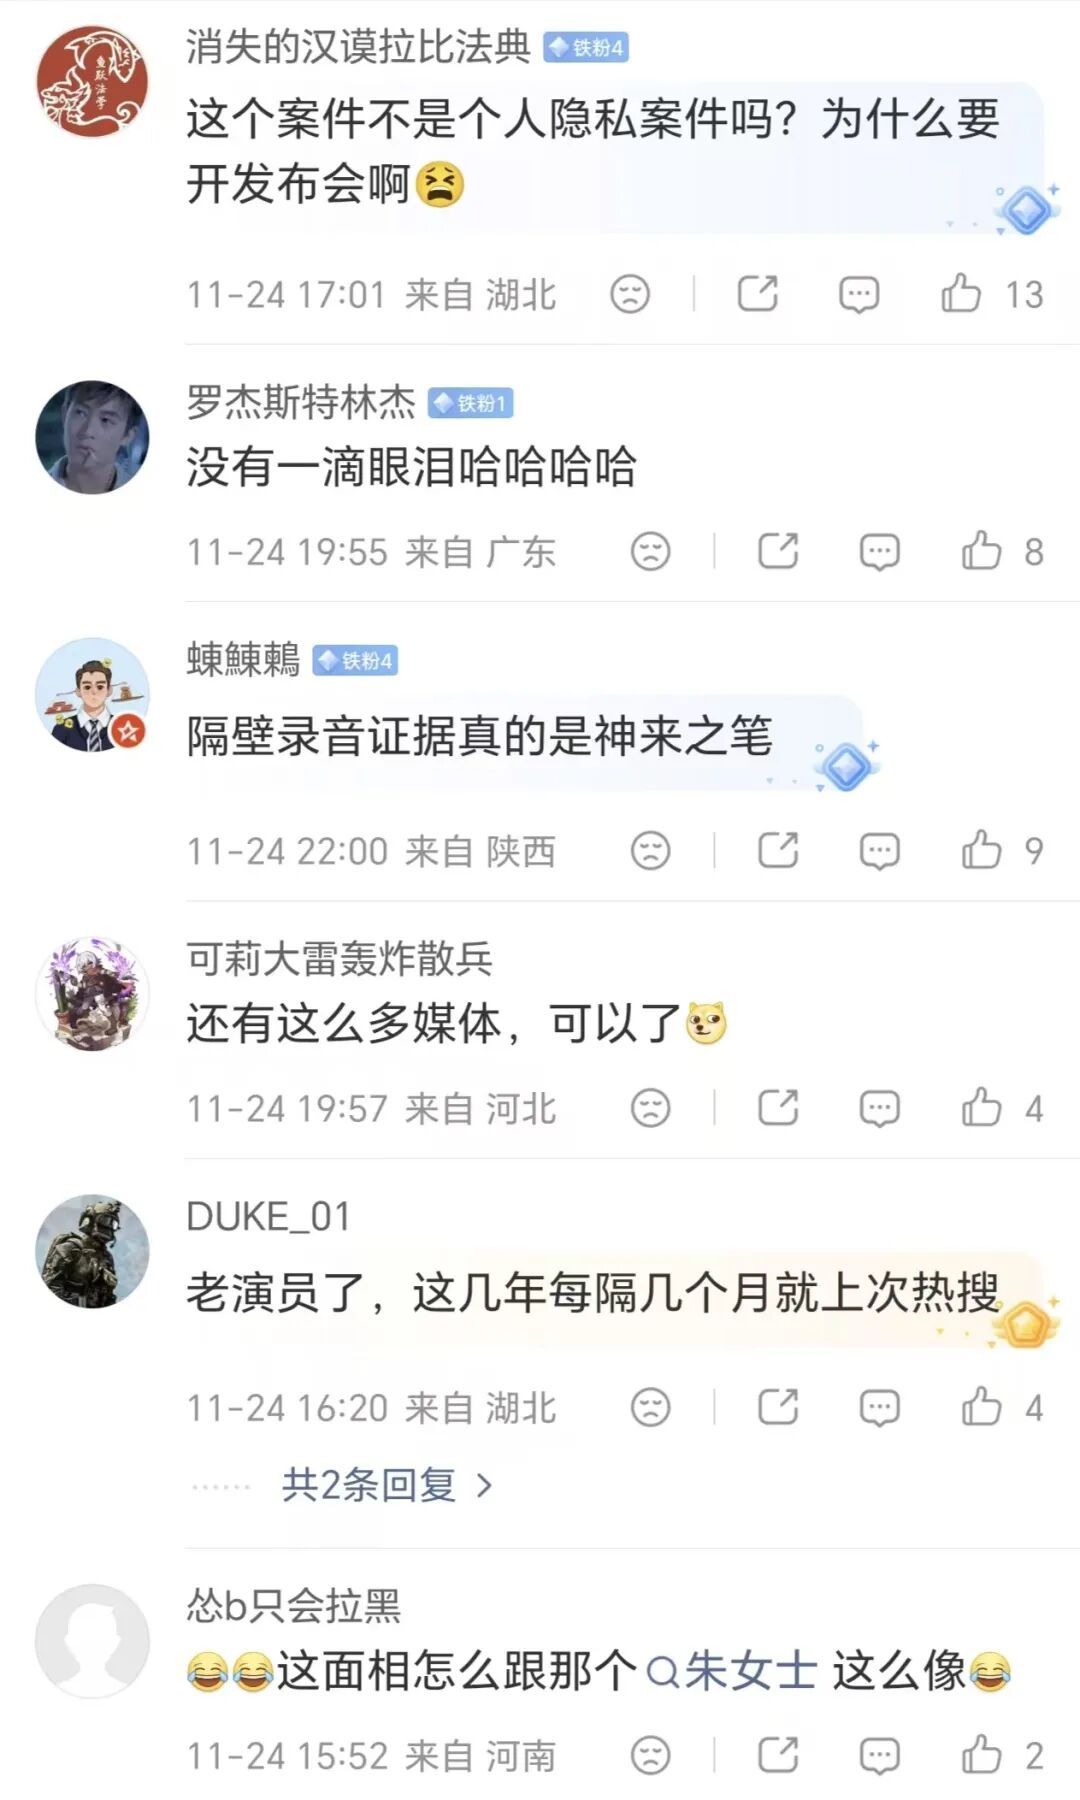 消失的汉谟拉比法典 铁粉4
这个案件不是个人隐私案件吗？为什么要
开发布会啊😫
11-24 17:01 来自 湖北 13
罗杰斯特林杰 铁粉1
没有一滴眼泪哈哈哈哈
11-24 19:55 来自 广东 8
蝀鯟鶇 铁粉4
隔壁录音证据真的是神来之笔
11-24 22:00 来自 陕西 9
可莉大雷轰炸散兵
还有这么多媒体，可以了
11-24 19:57 来自 河北 4
DUKE_01
老演员了，这几年每隔几个月就上次热搜
11-24 16:20 来自 湖北 4
共2条回复
怂b只会拉黑
😂😂这面相怎么跟那个朱女士 这么像😂
11-24 15:52 来自 河南 2